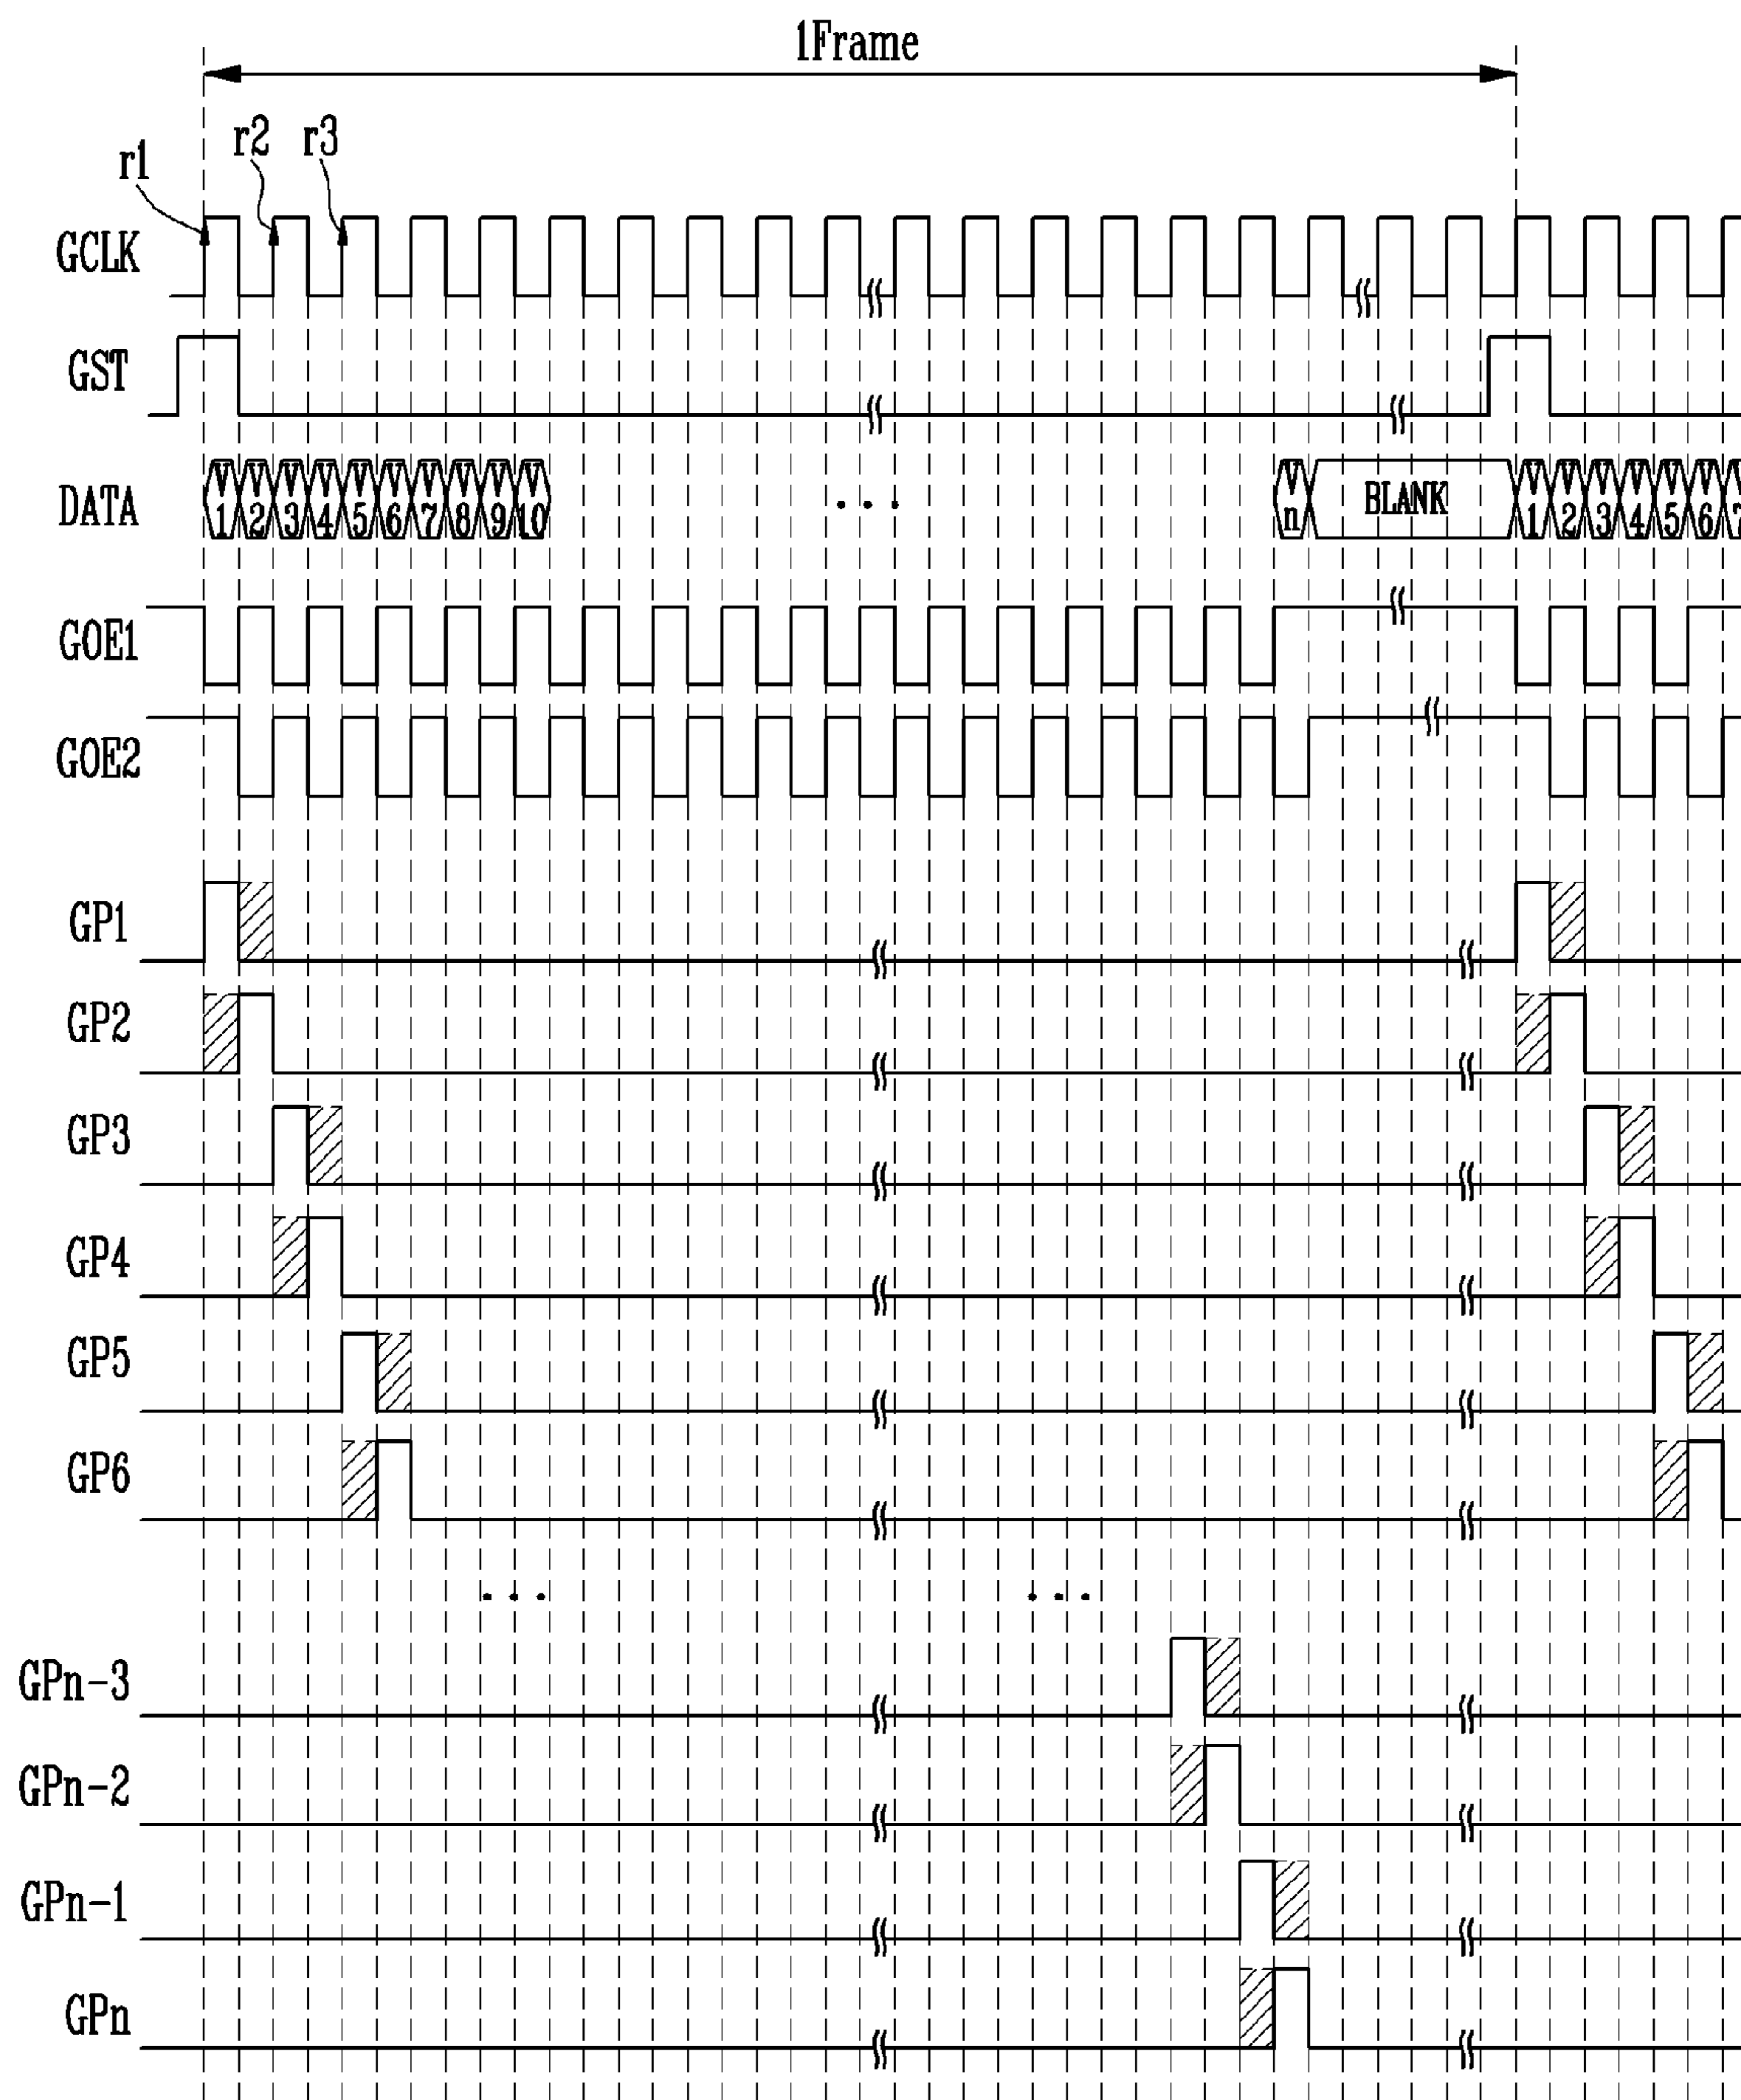 1Frame
r1 r2 r3
GCLK
GST
DATA V1 V2 V3 V4 V5 V6 V7 V8 V9 V10 ... Vn BLANK V1 V2 V3 V4 V5 V6 V7
GOE1
GOE2
GP1
GP2
GP3
GP4
GP5
GP6
... ...
GPn-3
GPn-2
GPn-1
GPn